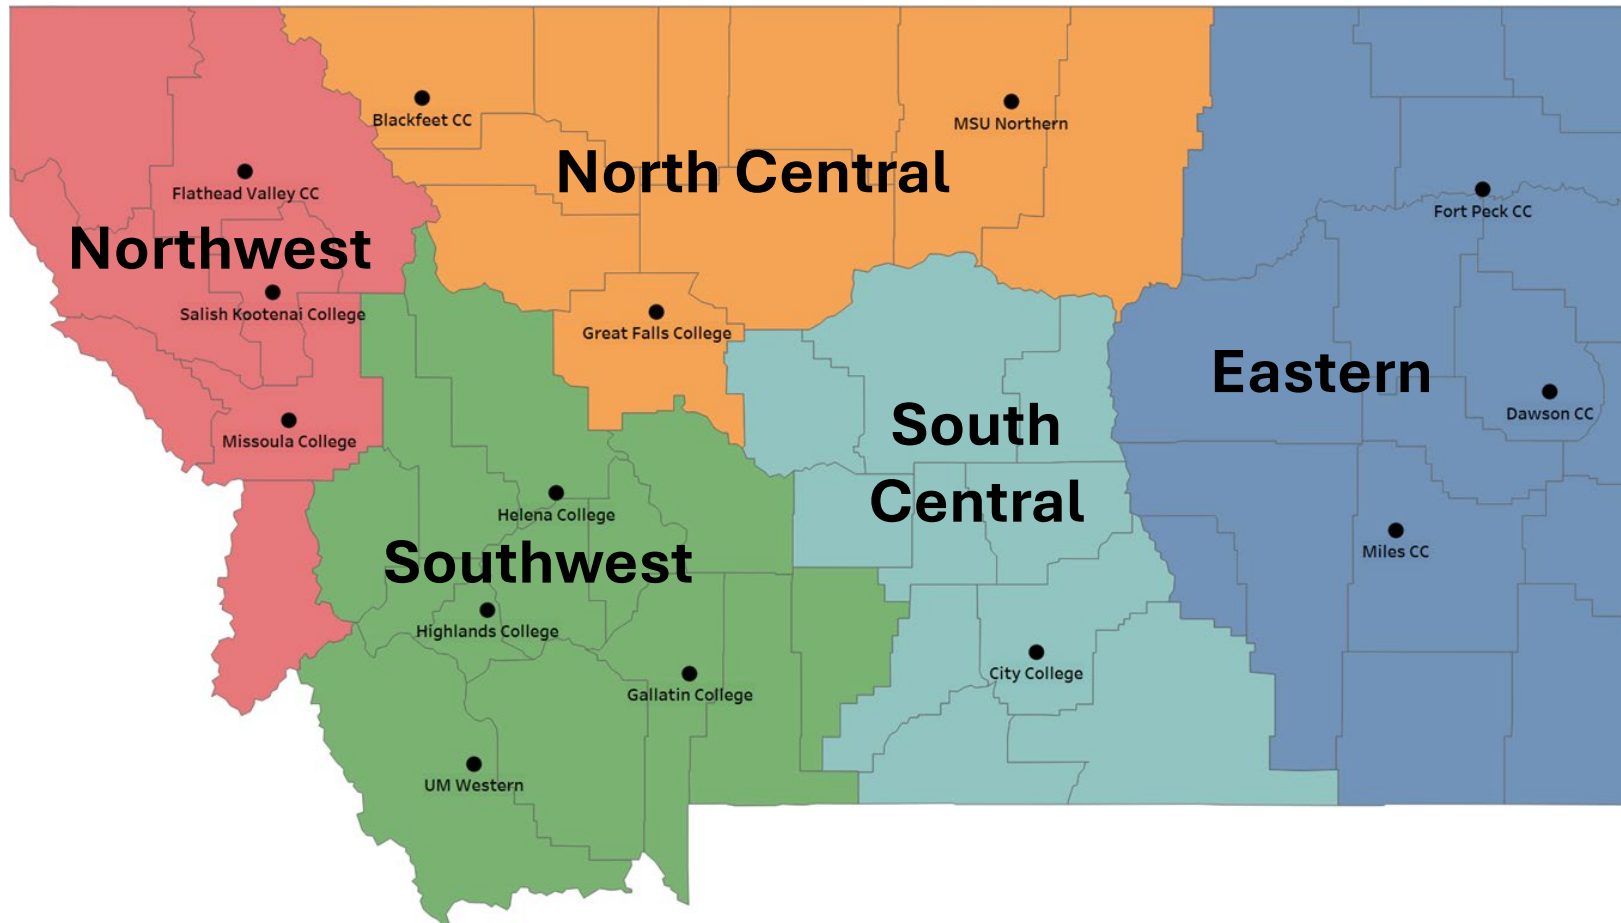 Blackfeet CC
MSU Northern
North Central
Flathead Valley CC
Fort Peck CC
Northwest
Salish Kootenai College
Great Falls College
Eastern
Dawson CC
South
Central
Missoula College
Helena College
Miles CC
Southwest
Highlands College
City College
Gallatin College
UM Western